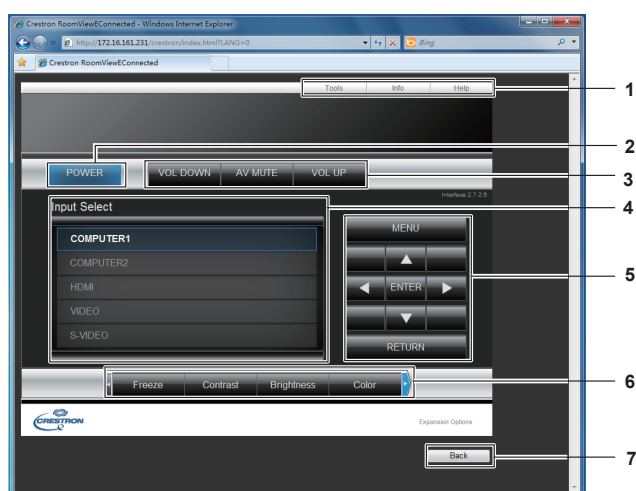 Crestron RoomViewEConnected - Windows Internet Explorer
http://172.16.161.231/crestron/index.html?LANG=0
Bing
Crestron RoomViewEConnected
Tools Info Help
1
2
POWER VOL DOWN AV MUTE VOL UP
3
Interface 2.7.2.6
Input Select
4
MENU
COMPUTER1
COMPUTER2
HDMI
ENTER
5
VIDEO
S-VIDEO
RETURN
Freeze Contrast Brightness Color
6
CRESTRON
Expansion Options
Back
7